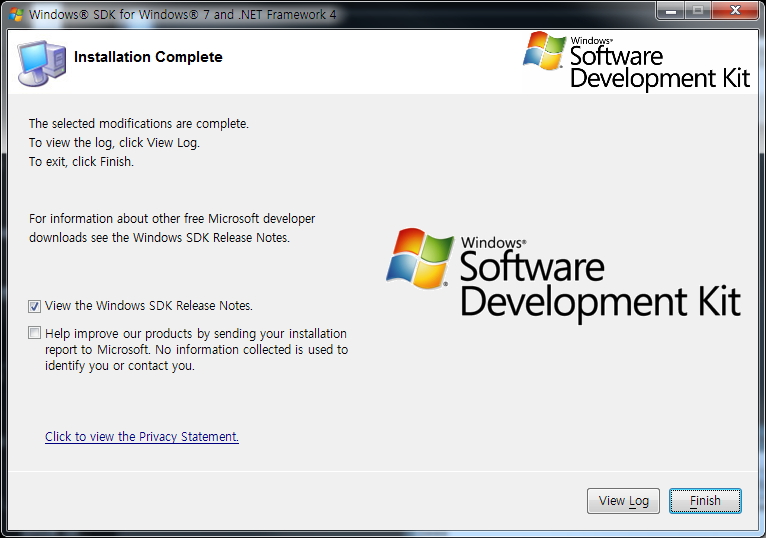 Windows® SDK for Windows® 7 and .NET Framework 4
Installation Complete
Windows®
Software
Development Kit
The selected modifications are complete.
To view the log, click View Log.
To exit, click Finish.
For information about other free Microsoft developer
downloads see the Windows SDK Release Notes.
Windows®
Software
Development Kit
View the Windows SDK Release Notes.
Help improve our products by sending your installation
report to Microsoft. No information collected is used to
identify you or contact you.
Click to view the Privacy Statement.
View Log
Finish